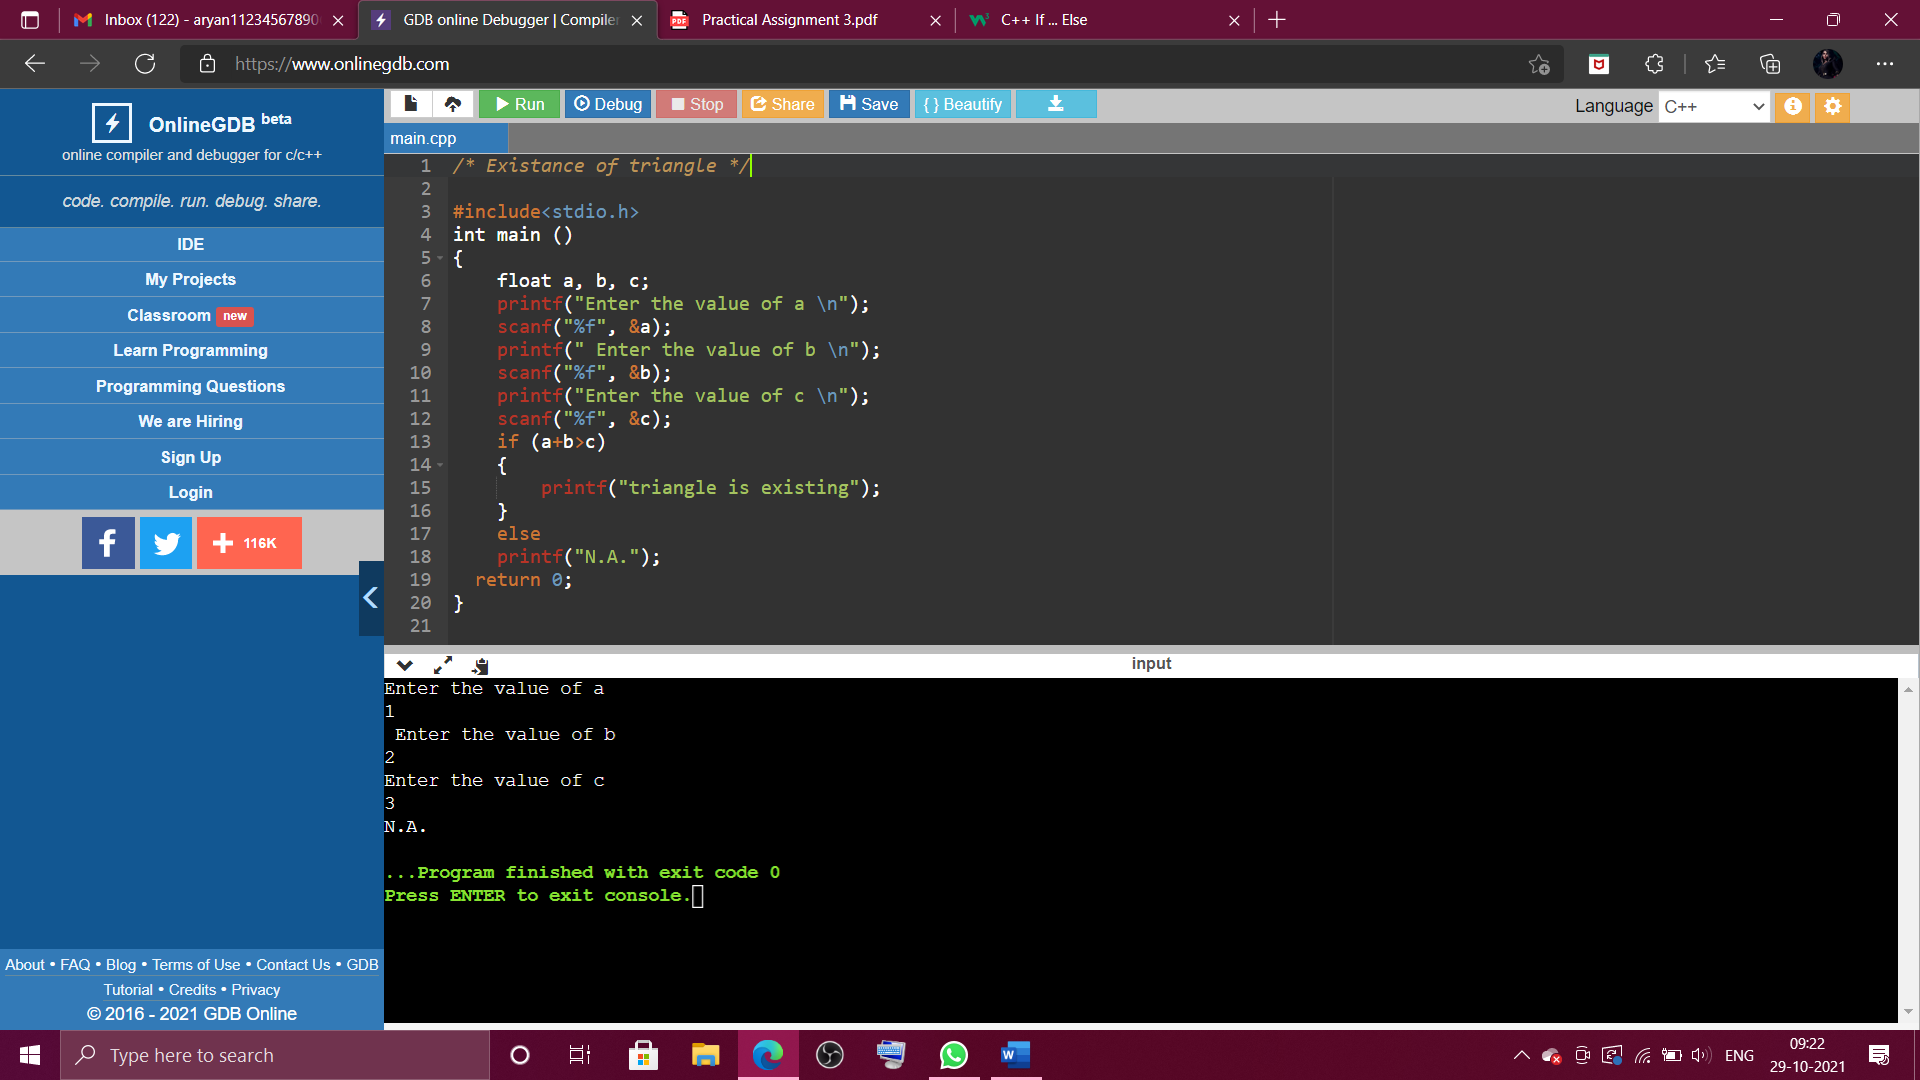 Inbox (122) - aryan11234567890
GDB online Debugger | Compiler
PDF
Practical Assignment 3.pdf
C++ If ... Else
https://www.onlinegdb.com
OnlineGDB beta
online compiler and debugger for c/c++
code. compile. run. debug. share.
IDE
My Projects
Classroom new
Learn Programming
Programming Questions
We are Hiring
Sign Up
Login
116K
About • FAQ • Blog • Terms of Use • Contact Us • GDB
Tutorial • Credits • Privacy
© 2016 - 2021 GDB Online
Run
Debug
Stop
Share
Save
{ } Beautify
Language C++
main.cpp
1 /* Existance of triangle */
2
3 #include<stdio.h>
4 int main ()
5 {
6 float a, b, c;
7 printf("Enter the value of a \n");
8 scanf("%f", &a);
9 printf(" Enter the value of b \n");
10 scanf("%f", &b);
11 printf("Enter the value of c \n");
12 scanf("%f", &c);
13 if (a+b>c)
14 {
15 printf("triangle is existing");
16 }
17 else
18 printf("N.A.");
19 return 0;
20 }
21
input
Enter the value of a
1
Enter the value of b
2
Enter the value of c
3
N.A.
...Program finished with exit code 0
Press ENTER to exit console.
Type here to search
ENG
09:22
29-10-2021